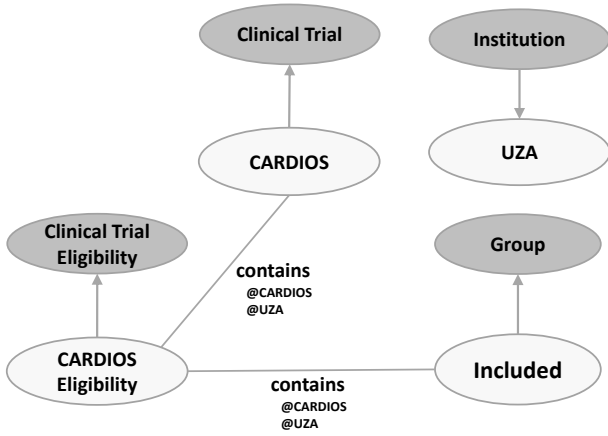 Clinical Trial
Institution
CARDIOS
UZA
Clinical Trial
Eligibility
Group
contains
@CARDIOS
@UZA
CARDIOS
Eligibility
Included
contains
@CARDIOS
@UZA